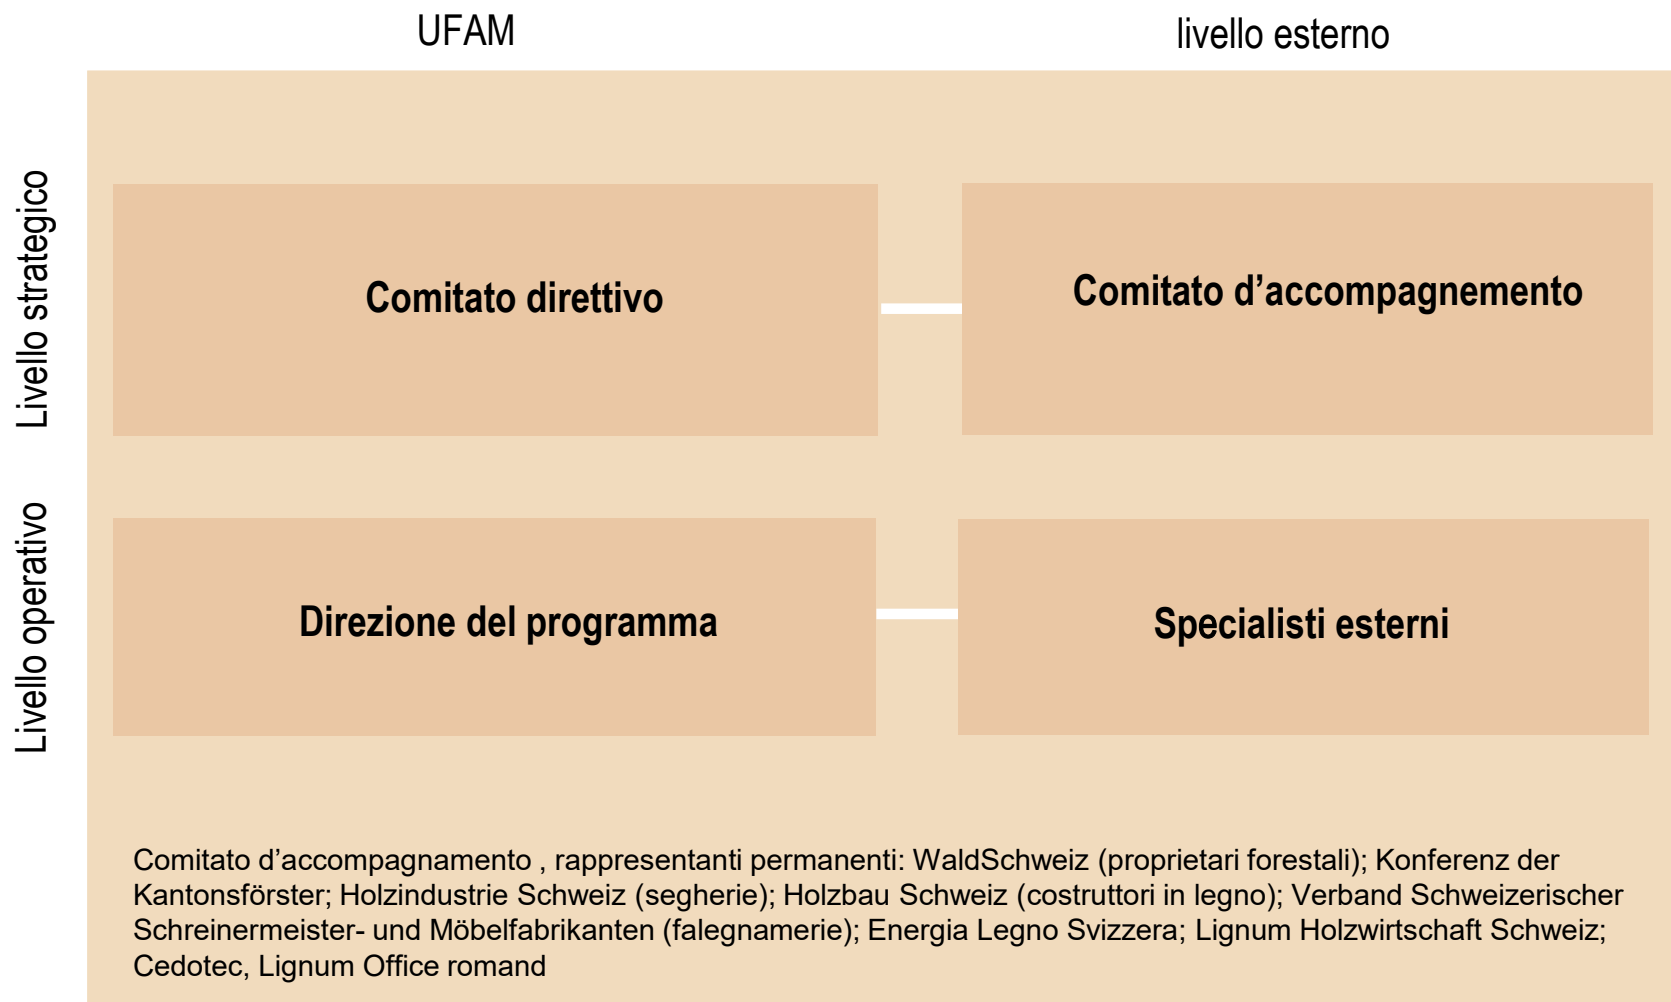 UFAM
livello esterno
Livello strategico
Comitato direttivo
Comitato d’accompagnemento
Livello operativo
Direzione del programma
Specialisti esterni
Comitato d’accompagnamento , rappresentanti permanenti: WaldSchweiz (proprietari forestali); Konferenz der
Kantonsförster; Holzindustrie Schweiz (segherie); Holzbau Schweiz (costruttori in legno); Verband Schweizerischer
Schreinermeister- und Möbelfabrikanten (falegnamerie); Energia Legno Svizzera; Lignum Holzwirtschaft Schweiz;
Cedotec, Lignum Office romand